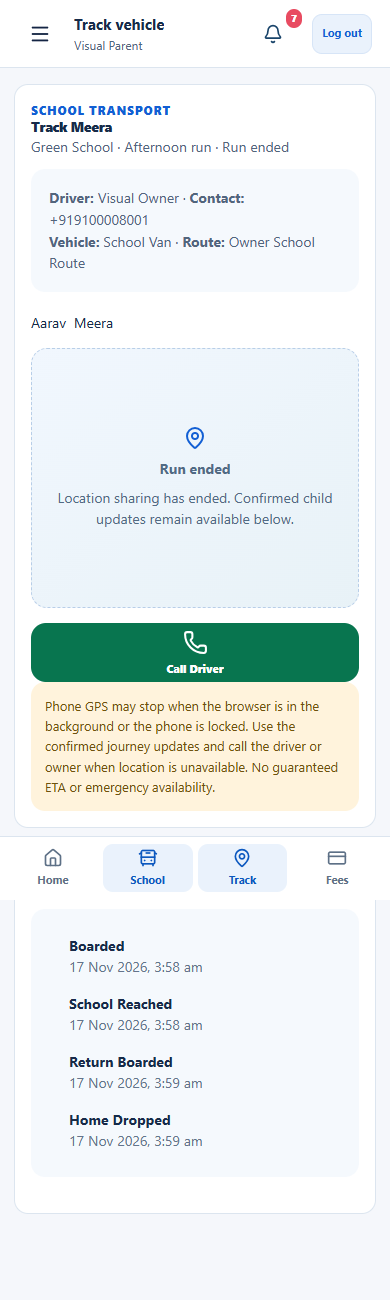 Track vehicle
Visual Parent
7
Log out
SCHOOL TRANSPORT
Track Meera
Green School · Afternoon run · Run ended
Driver: Visual Owner · Contact:
+919100008001
Vehicle: School Van · Route: Owner School
Route
Aarav Meera
Run ended
Location sharing has ended. Confirmed child
updates remain available below.
Call Driver
Phone GPS may stop when the browser is in the
background or the phone is locked. Use the
confirmed journey updates and call the driver or
owner when location is unavailable. No guaranteed
ETA or emergency availability.
Home
School
Track
Fees
Boarded
17 Nov 2026, 3:58 am
School Reached
17 Nov 2026, 3:58 am
Return Boarded
17 Nov 2026, 3:59 am
Home Dropped
17 Nov 2026, 3:59 am